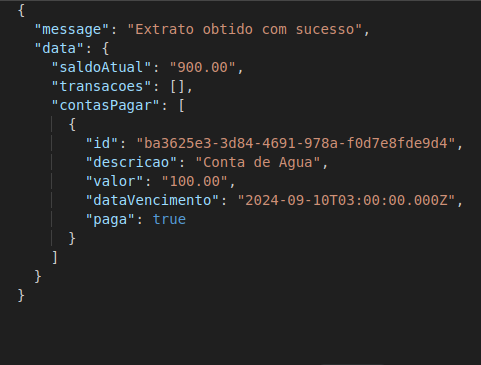 {
"message": "Extrato obtido com sucesso",
"data": {
"saldoAtual": "900.00",
"transacoes": [],
"contasPagar": [
{
"id": "ba3625e3-3d84-4691-978a-f0d7e8fde9d4",
"descricao": "Conta de Agua",
"valor": "100.00",
"dataVencimento": "2024-09-10T03:00:00.000Z",
"paga": true
}
]
}
}